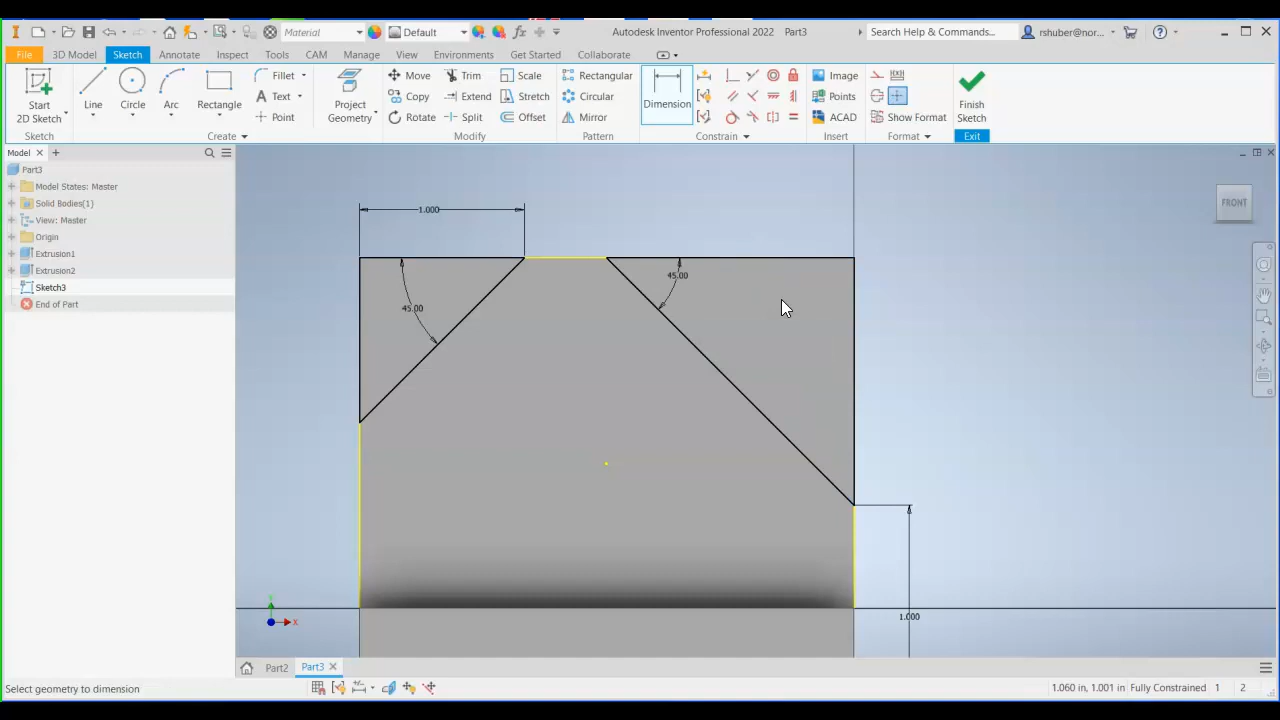 Material
Default
Autodesk Inventor Professional 2022 Part3
Search Help & Commands...
rshuber@nor...
File
3D Model
Sketch
Annotate
Inspect
Tools
CAM
Manage
View
Environments
Get Started
Collaborate
Start
2D Sketch
Line
Circle
Arc
Rectangle
Fillet
Text
Point
Project
Geometry
Move
Copy
Rotate
Trim
Extend
Split
Scale
Stretch
Offset
Rectangular
Circular
Mirror
Dimension
Image
Points
ACAD
Show Format
Finish
Sketch
Sketch
Create
Modify
Pattern
Constrain
Insert
Format
Exit
Model
Part3
Model States: Master
Solid Bodies(1)
View: Master
Origin
Extrusion1
Extrusion2
Sketch3
End of Part
FRONT
1.000
45.00
45.00
1.000
Y
X
Part2
Part3
Select geometry to dimension
1.060 in, 1.001 in Fully Constrained 1 2